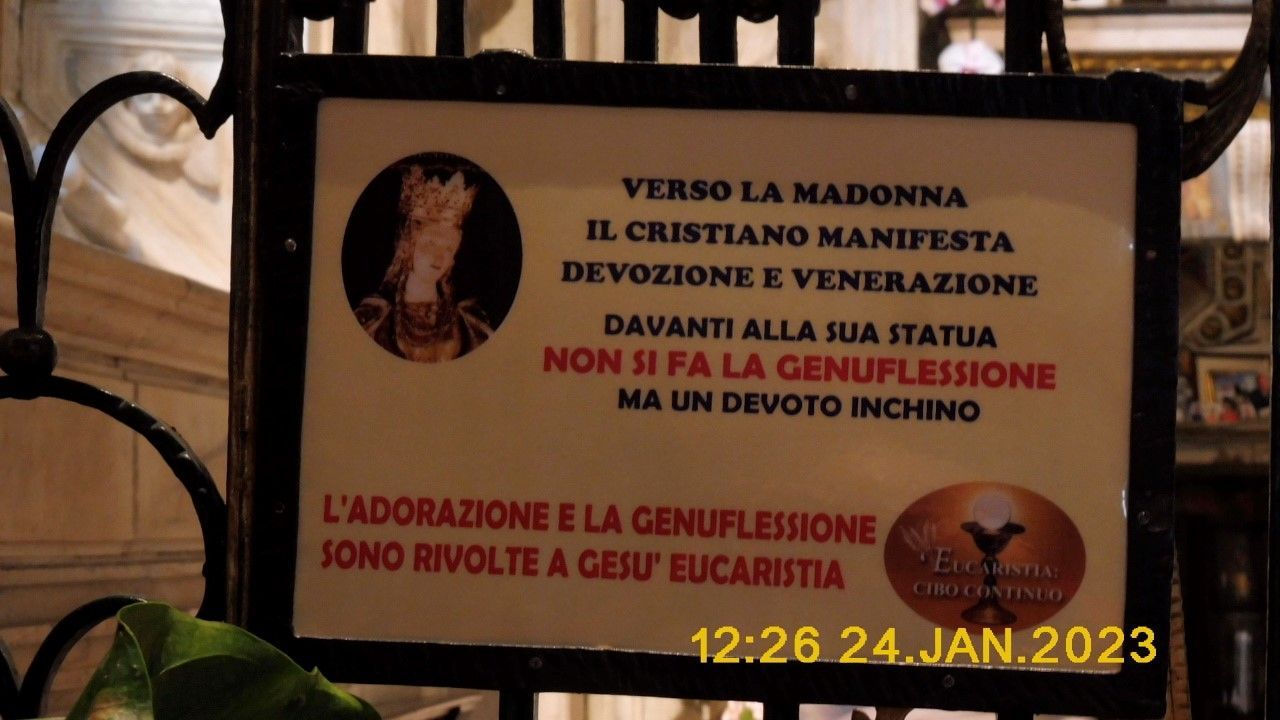 VERSO LA MADONNA
IL CRISTIANO MANIFESTA
DEVOZIONE E VENERAZIONE
DAVANTI ALLA SUA STATUA
NON SI FA LA GENUFLESSIONE
MA UN DEVOTO INCHINO
L'ADORAZIONE E LA GENUFLESSIONE
SONO RIVOLTE A GESU' EUCARISTIA
EUCARISTIA:
CIBO CONTINUO
12:26 24.JAN.2023